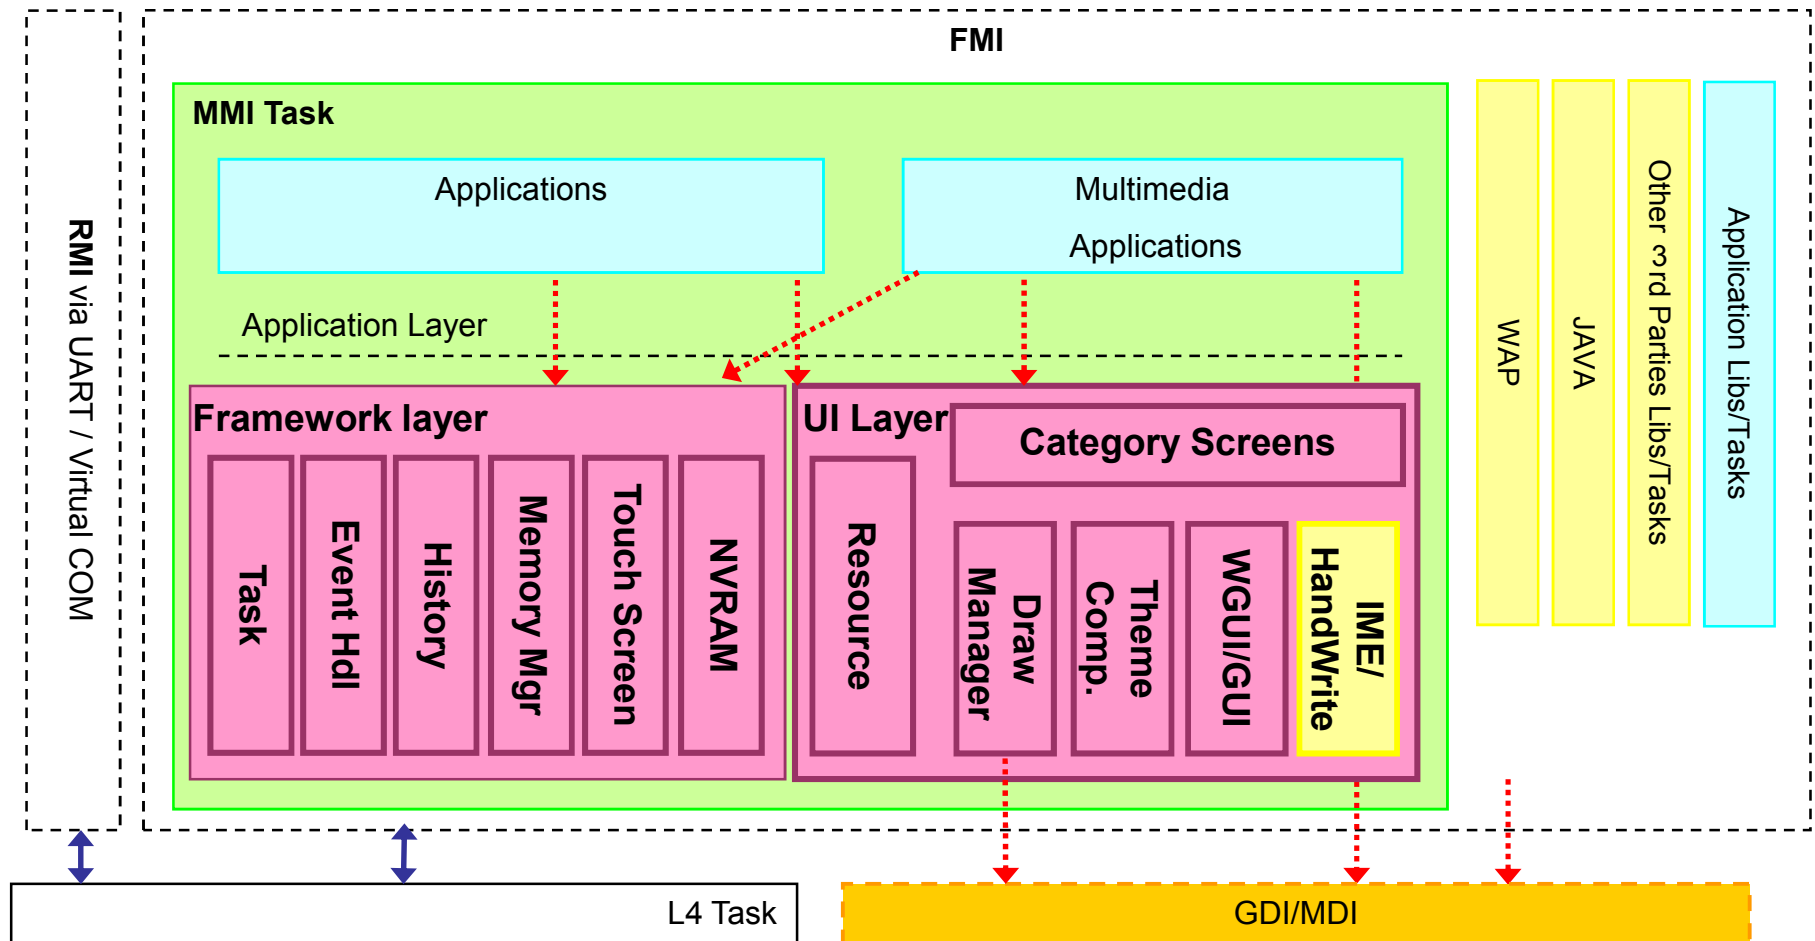 FMI
RMI via UART / Virtual COM
MMI Task
Applications
Multimedia
Applications
Application Layer
Framework layer
Task
Event Hdl
History
Memory Mgr
Touch Screen
NVRAM
UI Layer
Category Screens
Resource
Draw
Manager
Theme
Comp.
WGUI/GUI
IME/
HandWrite
WAP
JAVA
Other 3rd Parties Libs/Tasks
Application Libs/Tasks
L4 Task
GDI/MDI